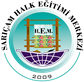 SARIÇAM HALK EĞİTİMİ MERKEZİ
H.E.M.
2009